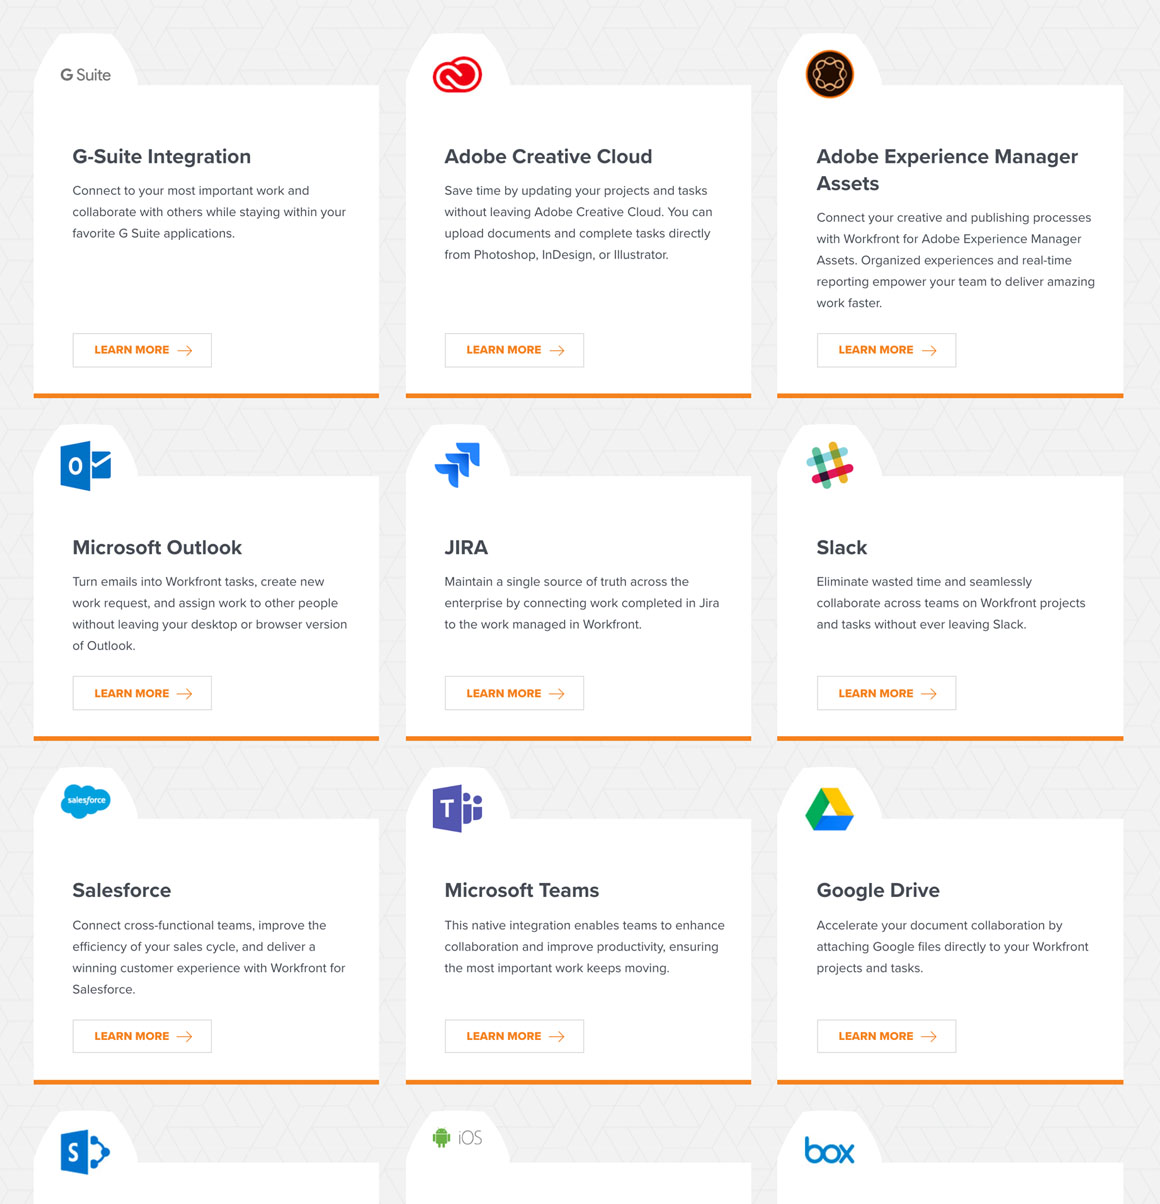 G Suite
G-Suite Integration
Connect to your most important work and
collaborate with others while staying within your
favorite G Suite applications.
LEARN MORE
Adobe Creative Cloud
Save time by updating your projects and tasks
without leaving Adobe Creative Cloud. You can
upload documents and complete tasks directly
from Photoshop, InDesign, or Illustrator.
LEARN MORE
Adobe Experience Manager
Assets
Connect your creative and publishing processes
with Workfront for Adobe Experience Manager
Assets. Organized experiences and real-time
reporting empower your team to deliver amazing
work faster.
LEARN MORE
O
Microsoft Outlook
Turn emails into Workfront tasks, create new
work request, and assign work to other people
without leaving your desktop or browser version
of Outlook.
LEARN MORE
JIRA
Maintain a single source of truth across the
enterprise by connecting work completed in Jira
to the work managed in Workfront.
LEARN MORE
Slack
Eliminate wasted time and seamlessly
collaborate across teams on Workfront projects
and tasks without ever leaving Slack.
LEARN MORE
salesforce
Salesforce
Connect cross-functional teams, improve the
efficiency of your sales cycle, and deliver a
winning customer experience with Workfront for
Salesforce.
LEARN MORE
T
Microsoft Teams
This native integration enables teams to enhance
collaboration and improve productivity, ensuring
the most important work keeps moving.
LEARN MORE
Google Drive
Accelerate your document collaboration by
attaching Google files directly to your Workfront
projects and tasks.
LEARN MORE
S
iOS
box